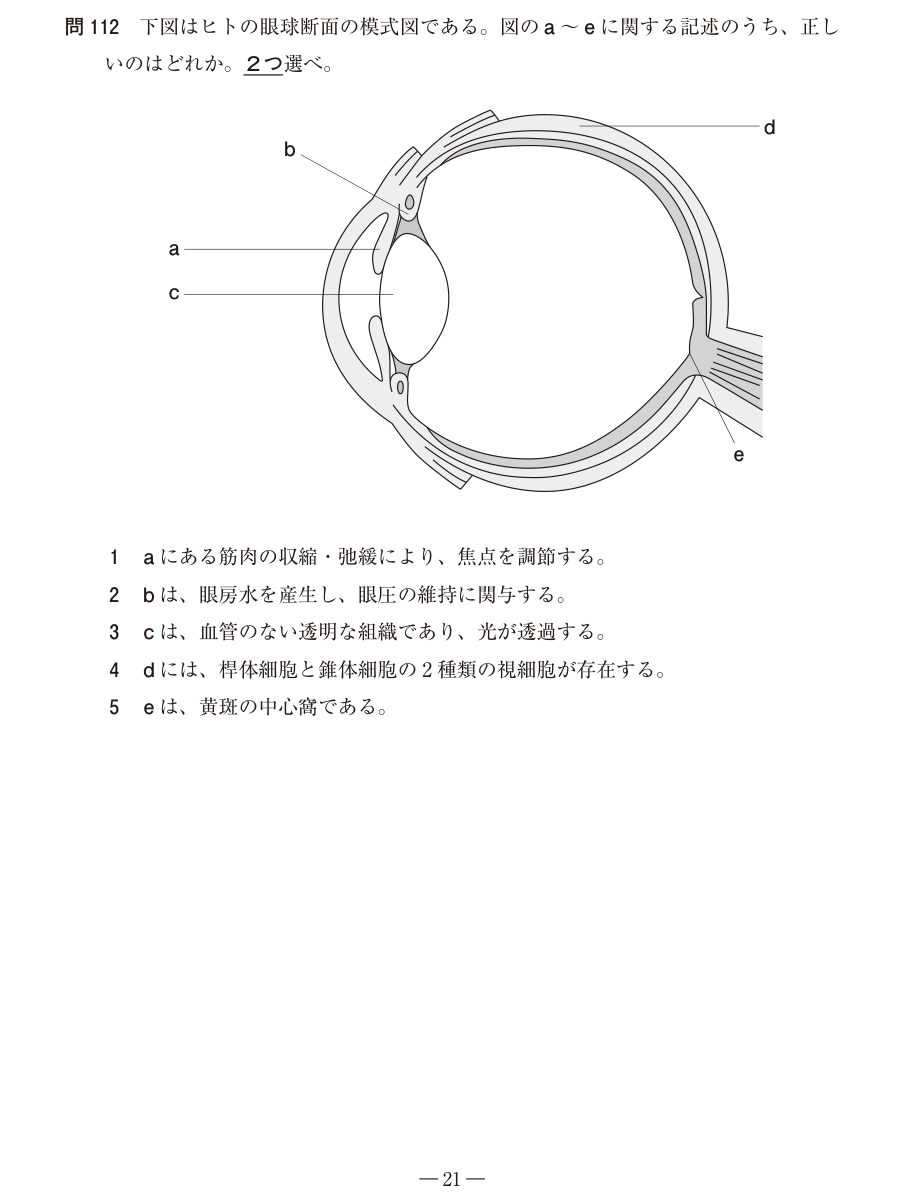 問 112 下図はヒトの眼球断面の模式図である。図の a ~ e に関する記述のうち、正し
いのはどれか。2つ選べ。
d
b
a
c
e
1 a にある筋肉の収縮・弛緩により、焦点を調節する。
2 b は、眼房水を産生し、眼圧の維持に関与する。
3 c は、血管のない透明な組織であり、光が透過する。
4 d には、桿体細胞と錐体細胞の2種類の視細胞が存在する。
5 e は、黄斑の中心窩である。
— 21 —